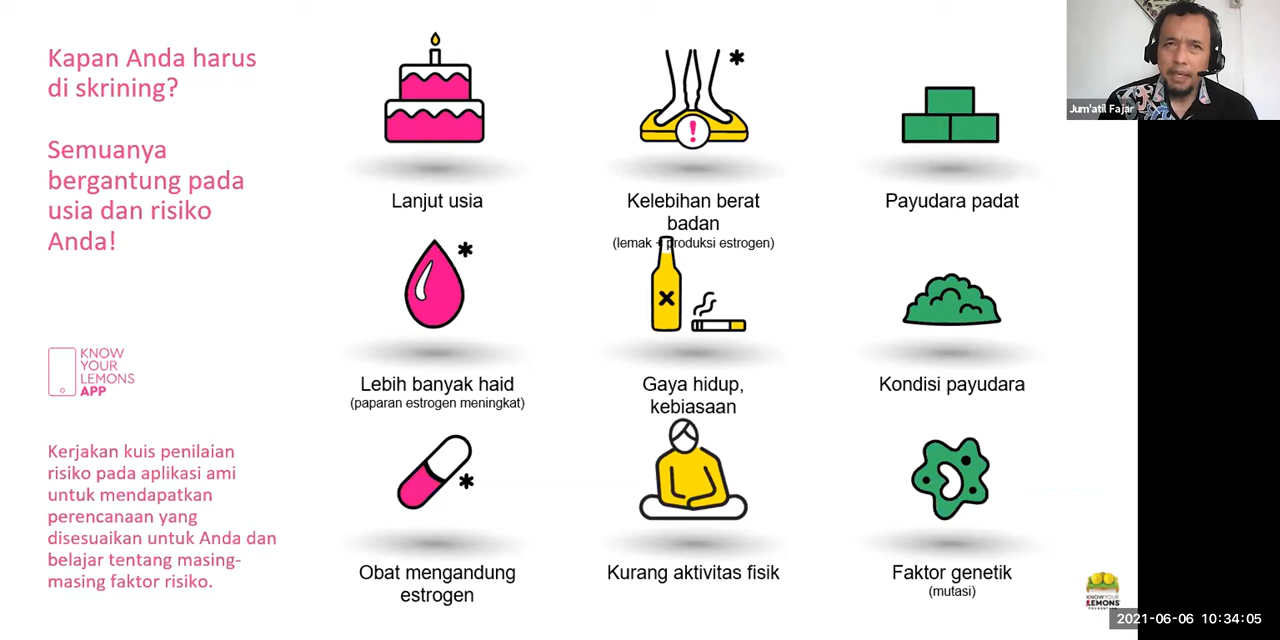 Kapan Anda harus
di skrining?
Semuanya
bergantung pada
usia dan risiko
Anda!
KNOW
YOUR
LEMONS
APP
Kerjakan kuis penilaian
risiko pada aplikasi ami
untuk mendapatkan
perencanaan yang
disesuaikan untuk Anda dan
belajar tentang masing-
masing faktor risiko.
Lanjut usia
Kelebihan berat
badan
(lemak + produksi estrogen)
Payudara padat
Lebih banyak haid
(paparan estrogen meningkat)
Gaya hidup,
kebiasaan
Kondisi payudara
Obat mengandung
estrogen
Kurang aktivitas fisik
Faktor genetik
(mutasi)
Jum'atil Fajar
KNOW YOUR
LEMONS
FOUNDATION
2021-06-06 10:34:05